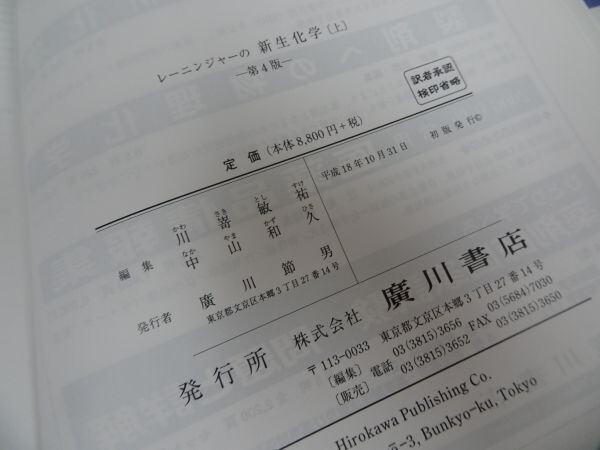 レーニンジャーの 新生化学〔上〕
―第4版―
訳者承認
検印省略
定 価 (本体8,800円+税)
平成18年10月31日 初版発行©
かわ さき とし すけ
編集 川 嵜 敏 祐
なか やま かず ひさ
中 山 和 久
発行者 廣 川 節 男
東京都文京区本郷3丁目27番14号
発行所 株式会社 廣川書店
〒113-0033 東京都文京区本郷3丁目27番14号
〔編集〕電話 03(3815)3656 FAX 03(5684)7030
〔販売〕 03(3815)3652 03(3815)3650
Hirokawa Publishing Co.
-3, Bunkyo-ku, Tokyo